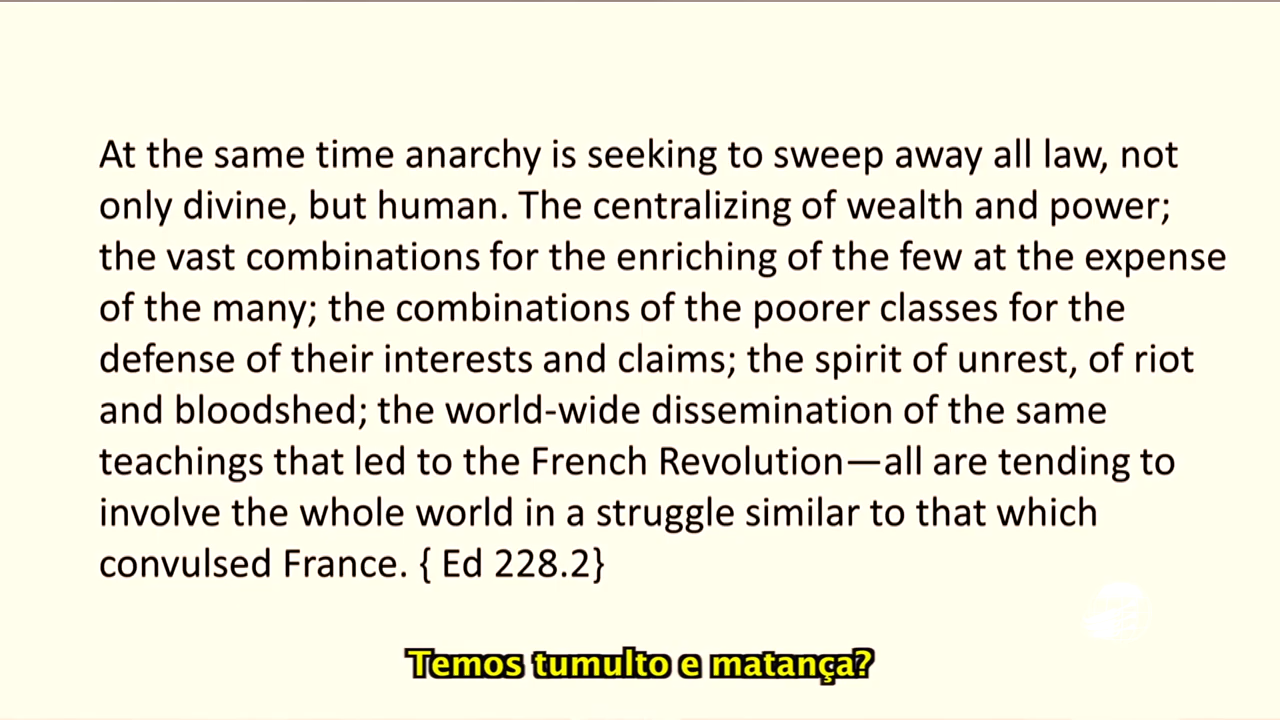 At the same time anarchy is seeking to sweep away all law, not
only divine, but human. The centralizing of wealth and power;
the vast combinations for the enriching of the few at the expense
of the many; the combinations of the poorer classes for the
defense of their interests and claims; the spirit of unrest, of riot
and bloodshed; the world-wide dissemination of the same
teachings that led to the French Revolution—all are tending to
involve the whole world in a struggle similar to that which
convulsed France. { Ed 228.2}
Temos tumulto e matança?